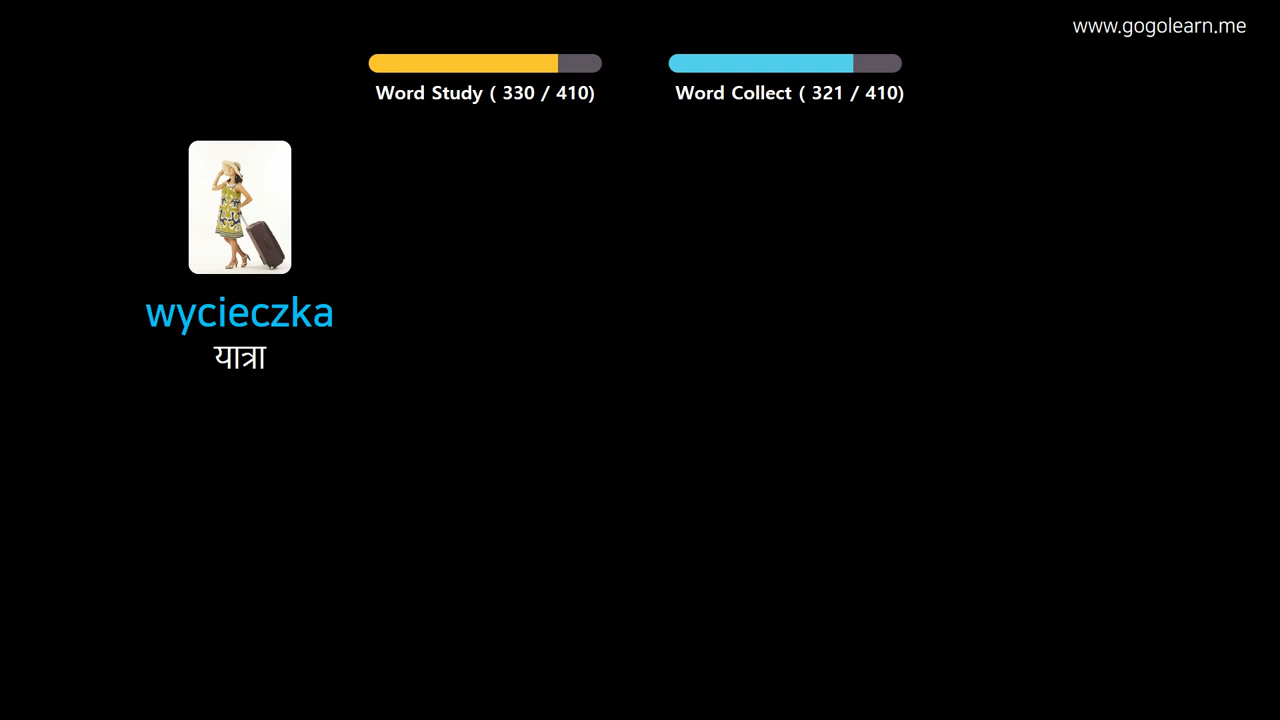 www.gogolearn.me
Word Study ( 330 / 410)
Word Collect ( 321 / 410)
wycieczka
यात्रा